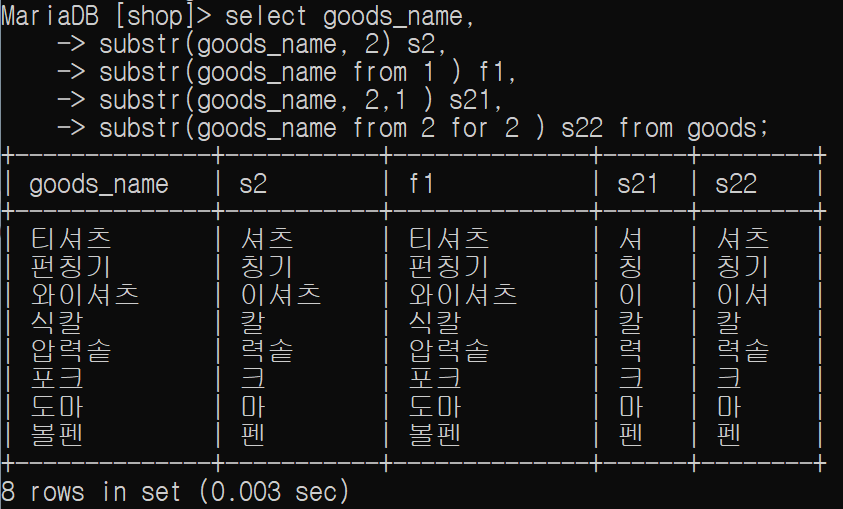 MariaDB [shop]> select goods_name,
    -> substr(goods_name, 2) s2,
    -> substr(goods_name from 1 ) f1,
    -> substr(goods_name, 2,1 ) s21,
    -> substr(goods_name from 2 for 2 ) s22 from goods;
+--------------+-----------+--------------+------+--------+
| goods_name   | s2        | f1           | s21  | s22    |
+--------------+-----------+--------------+------+--------+
| 티셔츠       | 셔츠      | 티셔츠       | 셔   | 셔츠   |
| 펀칭기       | 칭기      | 펀칭기       | 칭   | 칭기   |
| 와이셔츠     | 이셔츠    | 와이셔츠     | 이   | 이셔   |
| 식칼         | 칼        | 식칼         | 칼   | 칼     |
| 압력솥       | 력솥      | 압력솥       | 력   | 력솥   |
| 포크         | 크        | 포크         | 크   | 크     |
| 도마         | 마        | 도마         | 마   | 마     |
| 볼펜         | 펜        | 볼펜         | 펜   | 펜     |
+--------------+-----------+--------------+------+--------+
8 rows in set (0.003 sec)